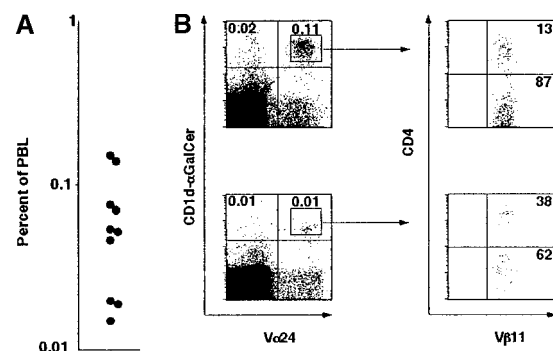 A
B
1
0.1
0.01
Percent of PBL
CD1d-αGalCer
0.02
0.11
0.01
0.01
Vα24
CD4
13
87
38
62
Vβ11